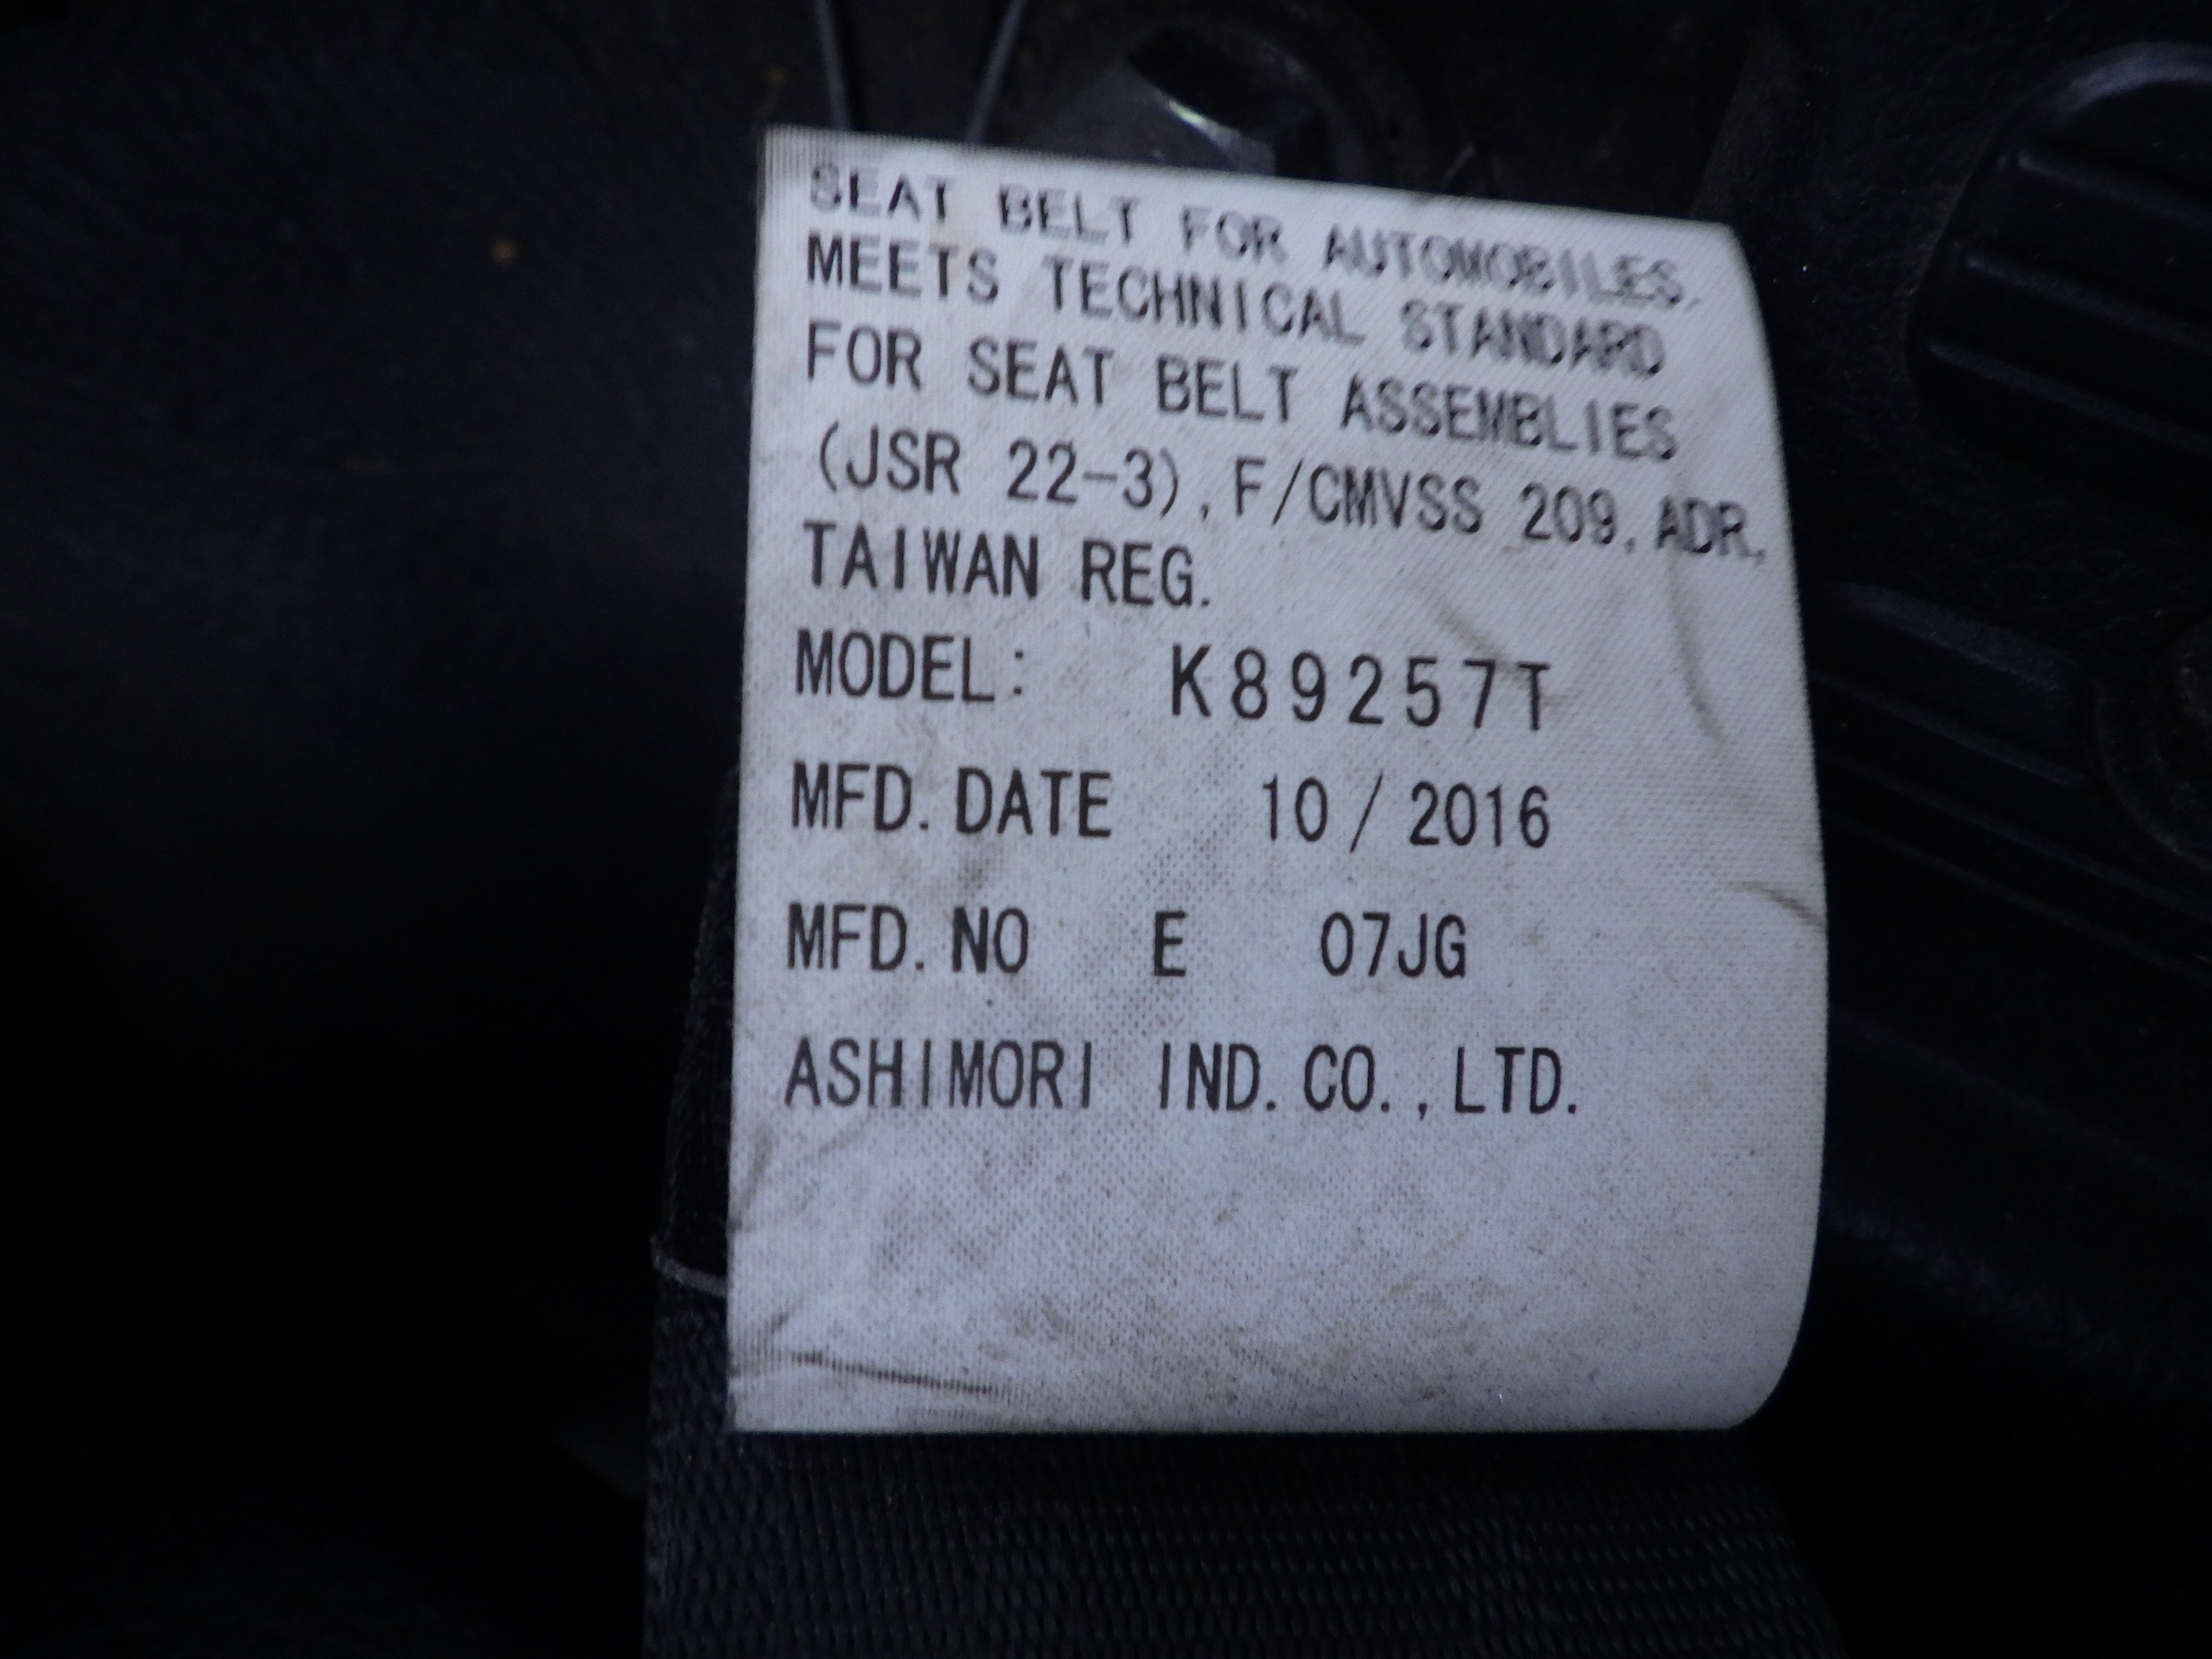 SEAT BELT FOR AUTOMOBILES.
MEETS TECHNICAL STANDARD
FOR SEAT BELT ASSEMBLIES
(JSR 22-3), F/CMVSS 209, ADR,
TAIWAN REG.
MODEL: K89257T
MFD. DATE 10 / 2016
MFD. NO E 07JG
ASHIMORI IND. CO., LTD.